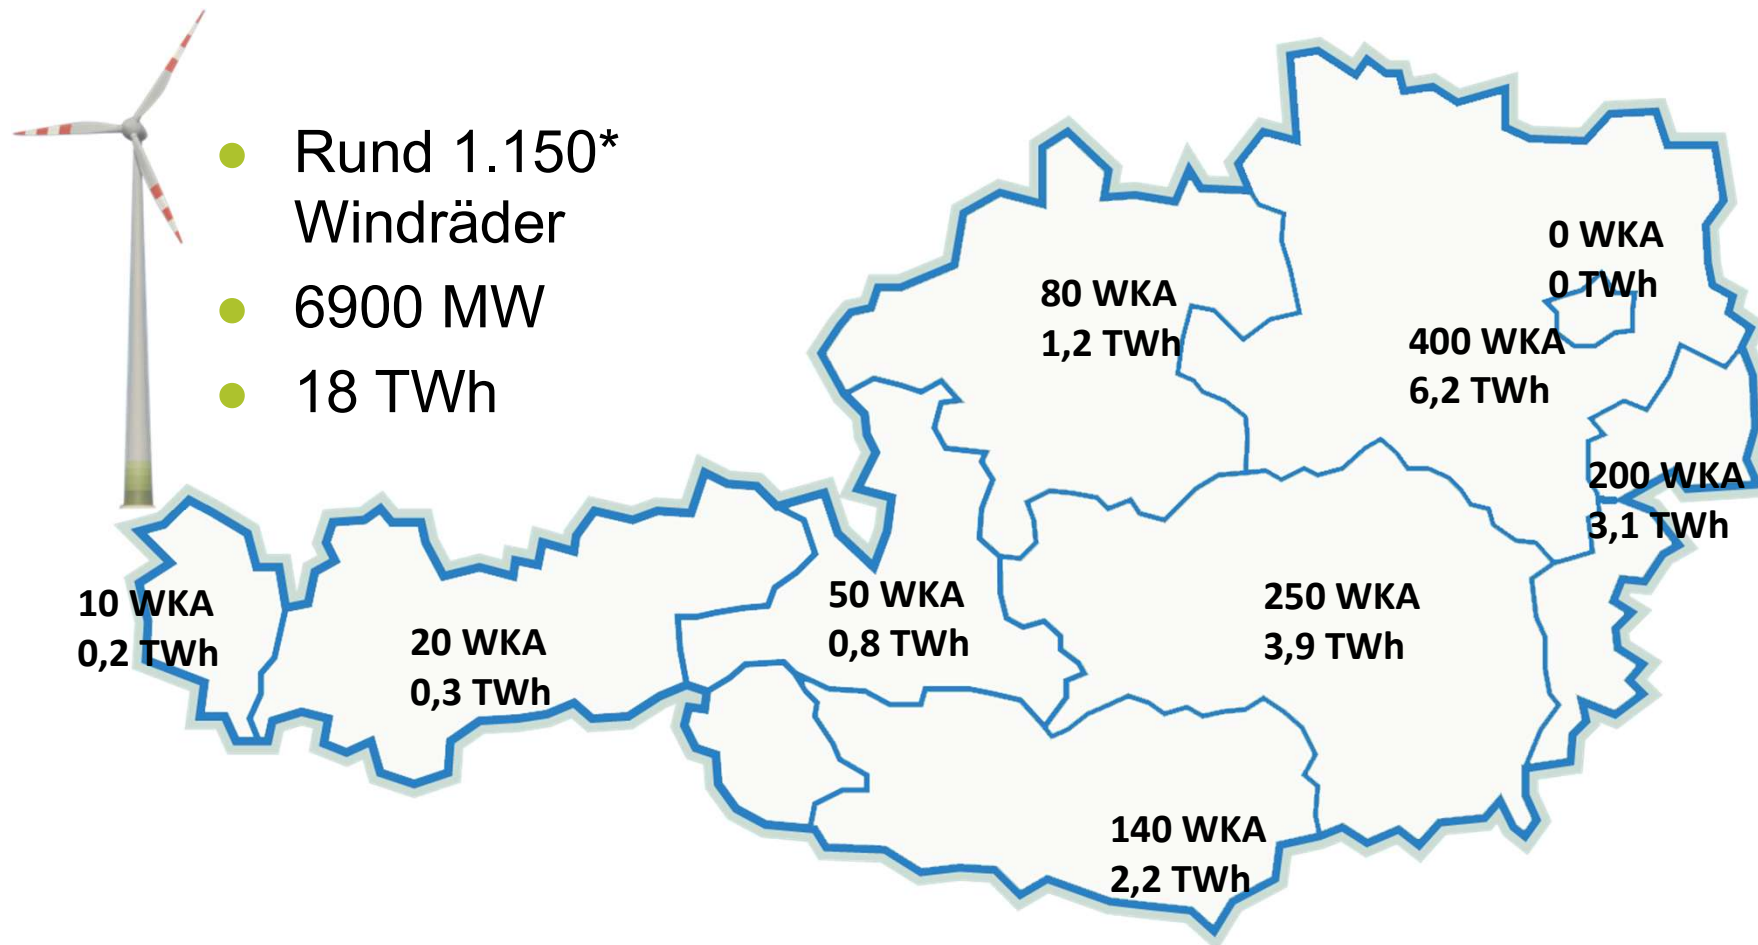 Rund 1.150*
Windräder
6900 MW
18 TWh
0 WKA
0 TWh
80 WKA
1,2 TWh
400 WKA
6,2 TWh
200 WKA
3,1 TWh
10 WKA
0,2 TWh
20 WKA
0,3 TWh
50 WKA
0,8 TWh
250 WKA
3,9 TWh
140 WKA
2,2 TWh